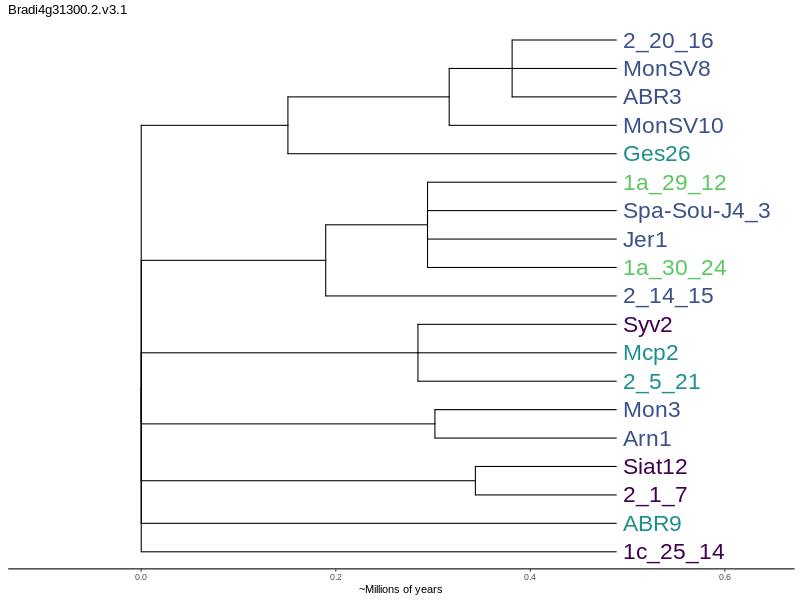 Bradi4g31300.2.v3.1
2_20_16
MonSV8
ABR3
MonSV10
Ges26
1a_29_12
Spa-Sou-J4_3
Jer1
1a_30_24
2_14_15
Syv2
Mcp2
2_5_21
Mon3
Arn1
Siat12
2_1_7
ABR9
1c_25_14
0.0 0.2 0.4 0.6
~Millions of years